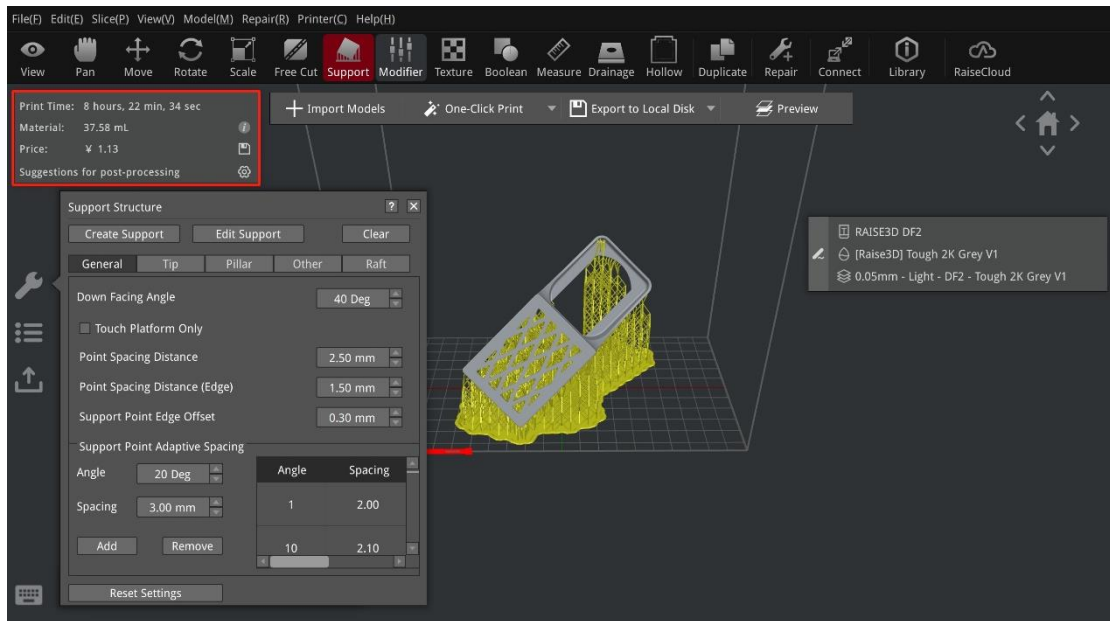 File(F) Edit(E) Slice(P) View(V) Model(M) Repair(R) Printer(C) Help(H)
View Pan Move Rotate Scale Free Cut Support Modifier Texture Boolean Measure Drainage Hollow Duplicate Repair Connect Library RaiseCloud
Print Time: 8 hours, 22 min, 34 sec
Material: 37.58 mL
Price: ¥ 1.13
Suggestions for post-processing
Import Models One-Click Print Export to Local Disk Preview
Support Structure ?
Create Support Edit Support Clear
General Tip Pillar Other Raft
Down Facing Angle 40 Deg
Touch Platform Only
Point Spacing Distance 2.50 mm
Point Spacing Distance (Edge) 1.50 mm
Support Point Edge Offset 0.30 mm
Support Point Adaptive Spacing
Angle 20 Deg
Spacing 3.00 mm
Add Remove
Angle Spacing
1 2.00
10 2.10
Reset Settings
RAISE3D DF2
[Raise3D] Tough 2K Grey V1
0.05mm - Light - DF2 - Tough 2K Grey V1